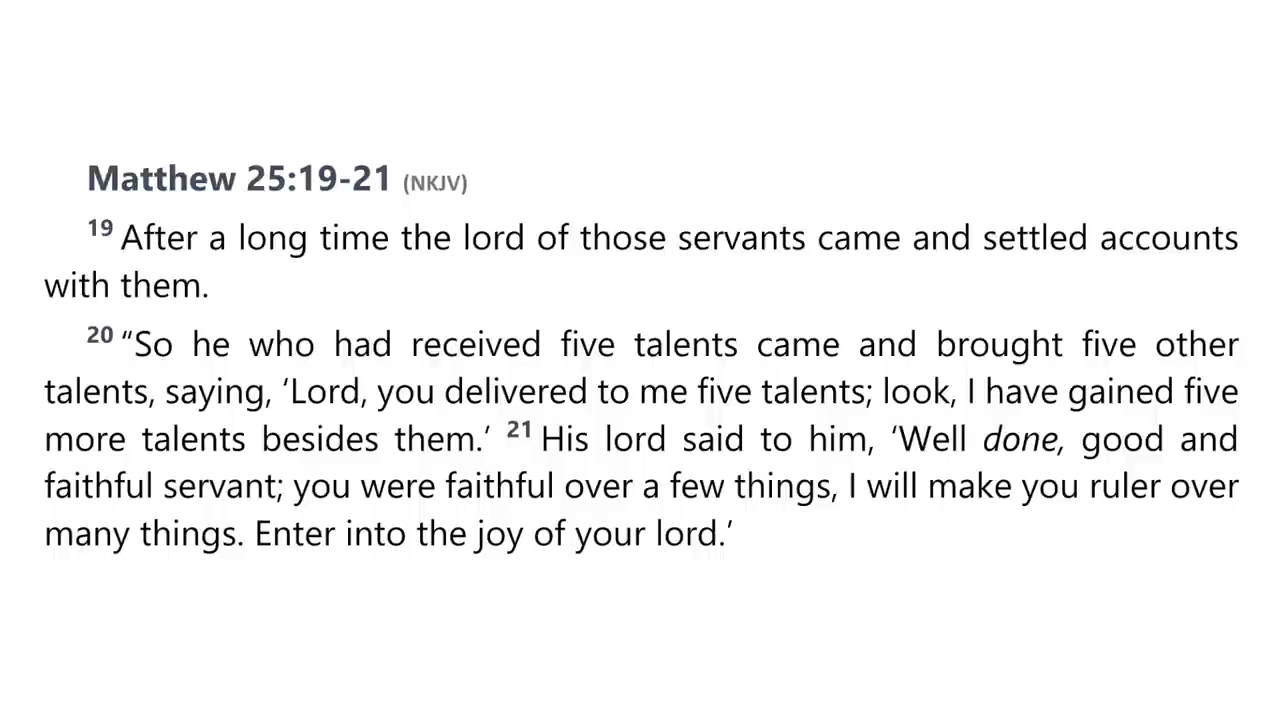 Matthew 25:19-21 (NKJV)
19 After a long time the lord of those servants came and settled accounts
with them.
20 “So he who had received five talents came and brought five other
talents, saying, ‘Lord, you delivered to me five talents; look, I have gained five
more talents besides them.’ 21 His lord said to him, ‘Well done, good and
faithful servant; you were faithful over a few things, I will make you ruler over
many things. Enter into the joy of your lord.’